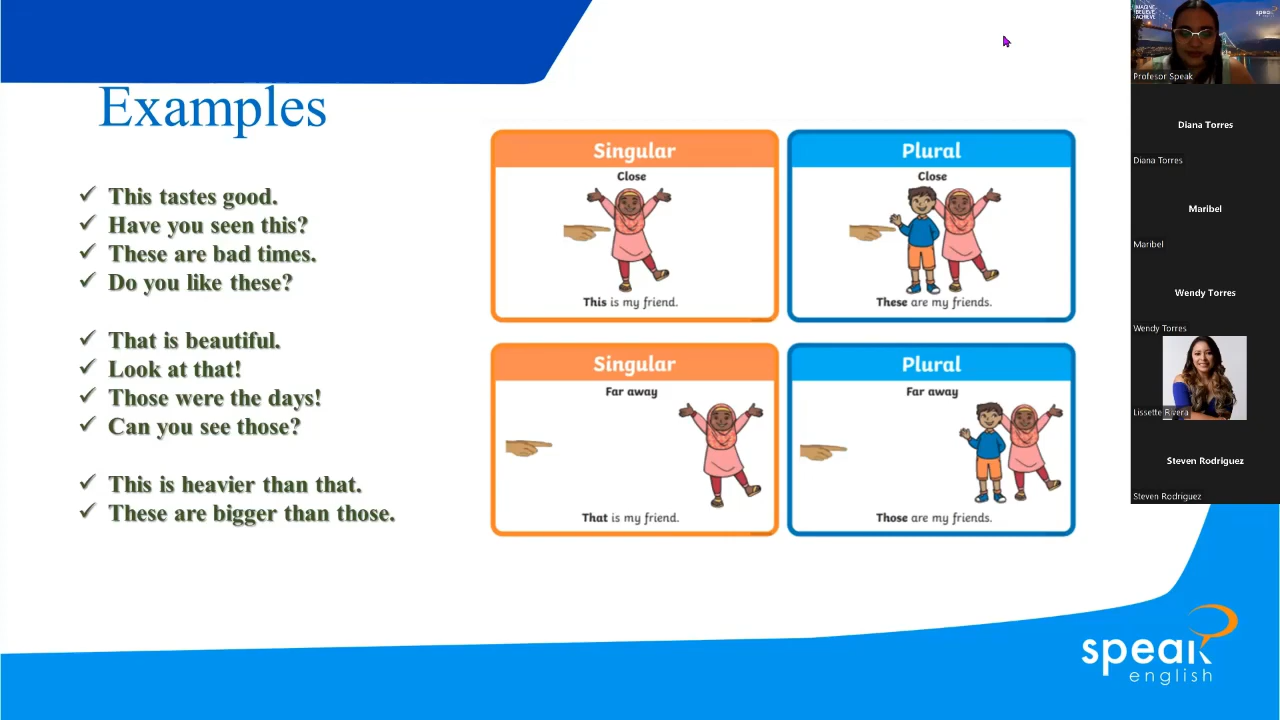 Examples
This tastes good.
Have you seen this?
These are bad times.
Do you like these?
That is beautiful.
Look at that!
Those were the days!
Can you see those?
This is heavier than that.
These are bigger than those.
Singular
Close
This is my friend.
Plural
Close
These are my friends.
Singular
Far away
That is my friend.
Plural
Far away
Those are my friends.
IMAGINE
BELIEVE
ACHIEVE
speak
Profesor Speak
Diana Torres
Diana Torres
Maribel
Maribel
Wendy Torres
Wendy Torres
Lissette Rivera
Steven Rodriguez
Steven Rodriguez
speak
english